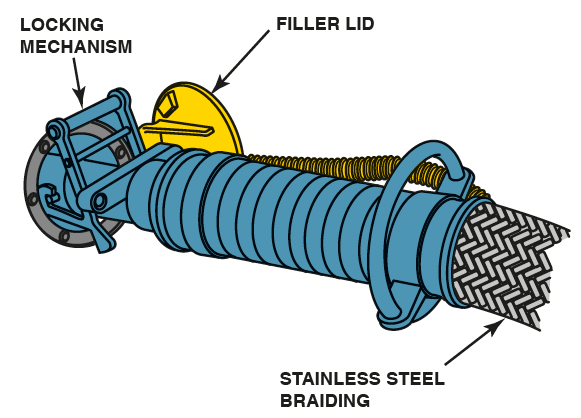 LOCKING
MECHANISM
FILLER LID
STAINLESS STEEL
BRAIDING